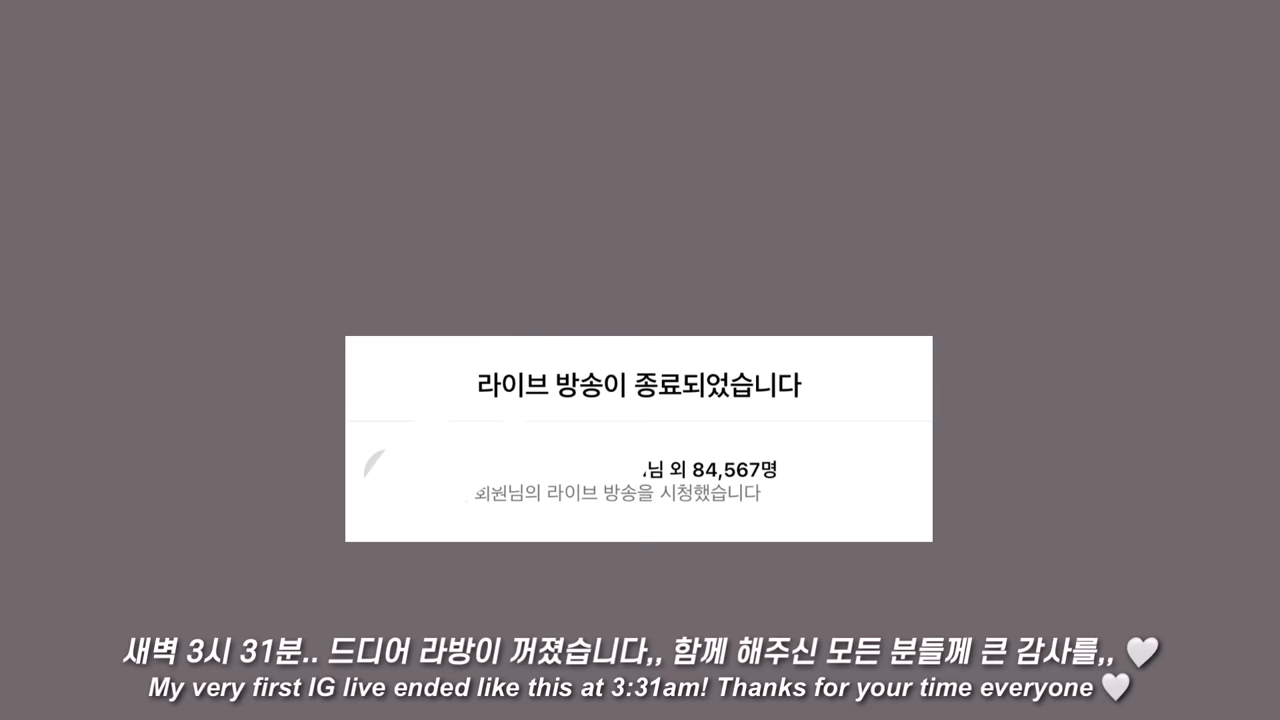 라이브 방송이 종료되었습니다
님 외 84,567명
회원님의 라이브 방송을 시청했습니다
새벽 3시 31분.. 드디어 라방이 꺼졌습니다,, 함께 해주신 모든 분들께 큰 감사를,, 🤍
My very first IG live ended like this at 3:31am! Thanks for your time everyone 🤍